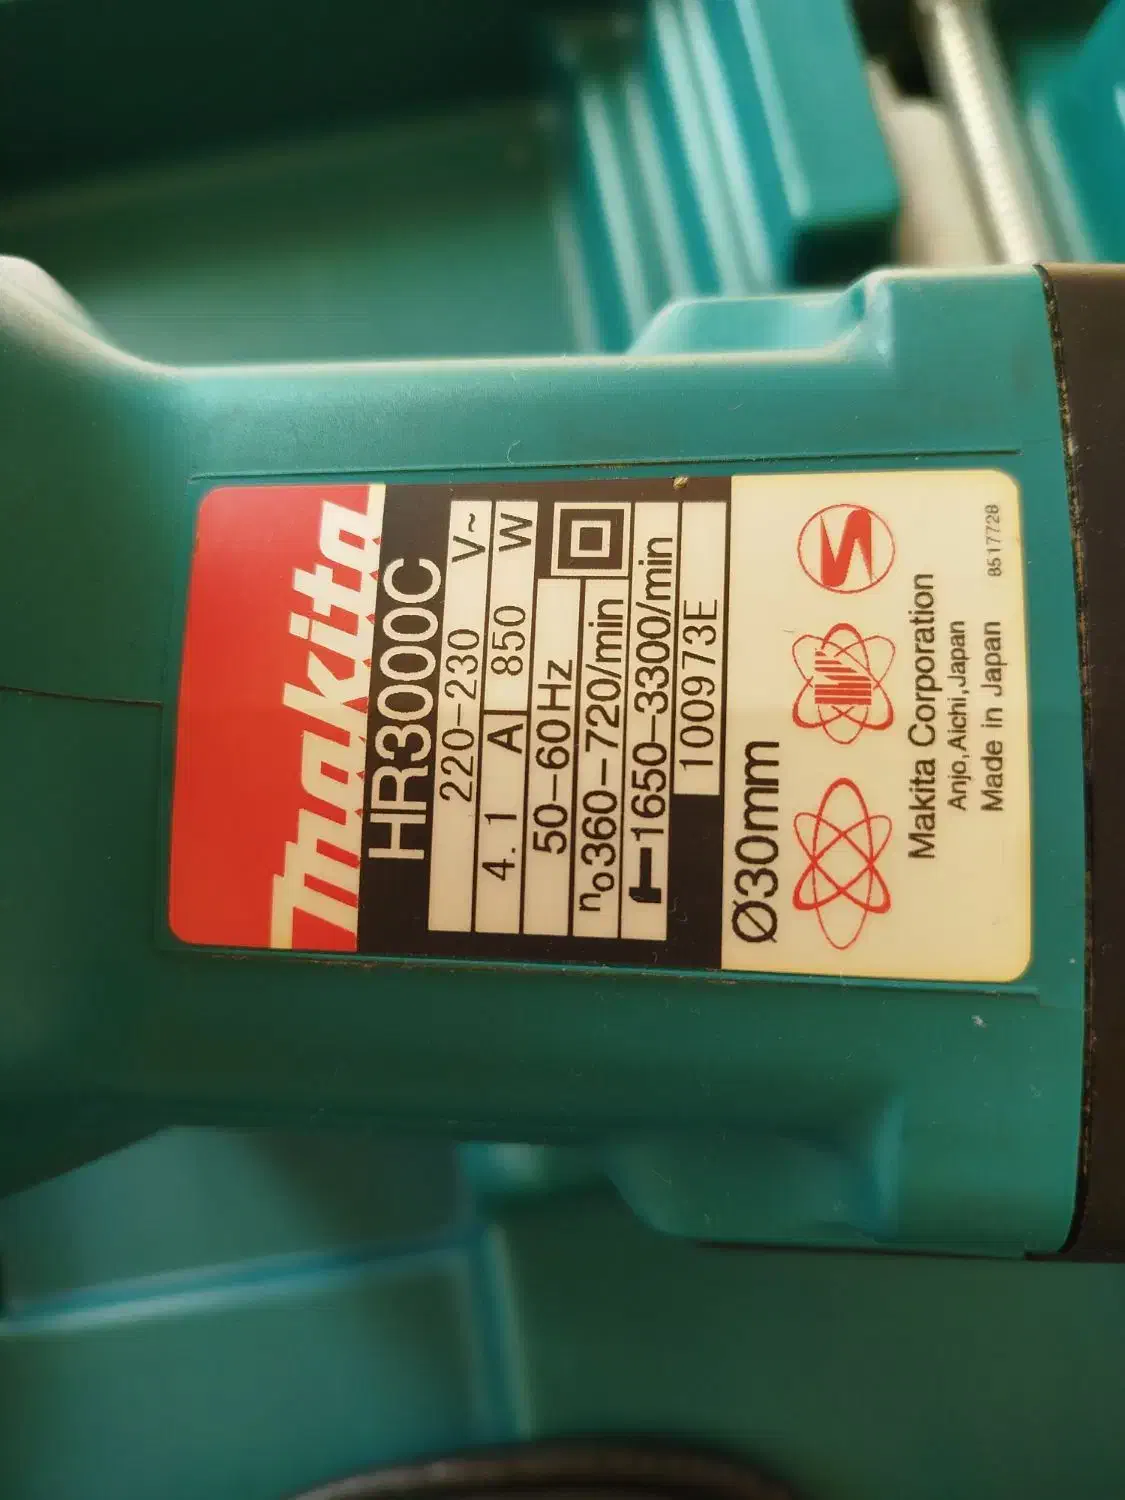 makita
HR3000C
220–230 V~
4.1 A 850 W
50–60Hz
no360–720/min
1650–3300/min
100973E
Ø30mm
Makita Corporation
Anjo,Aichi,Japan
Made in Japan 8517728